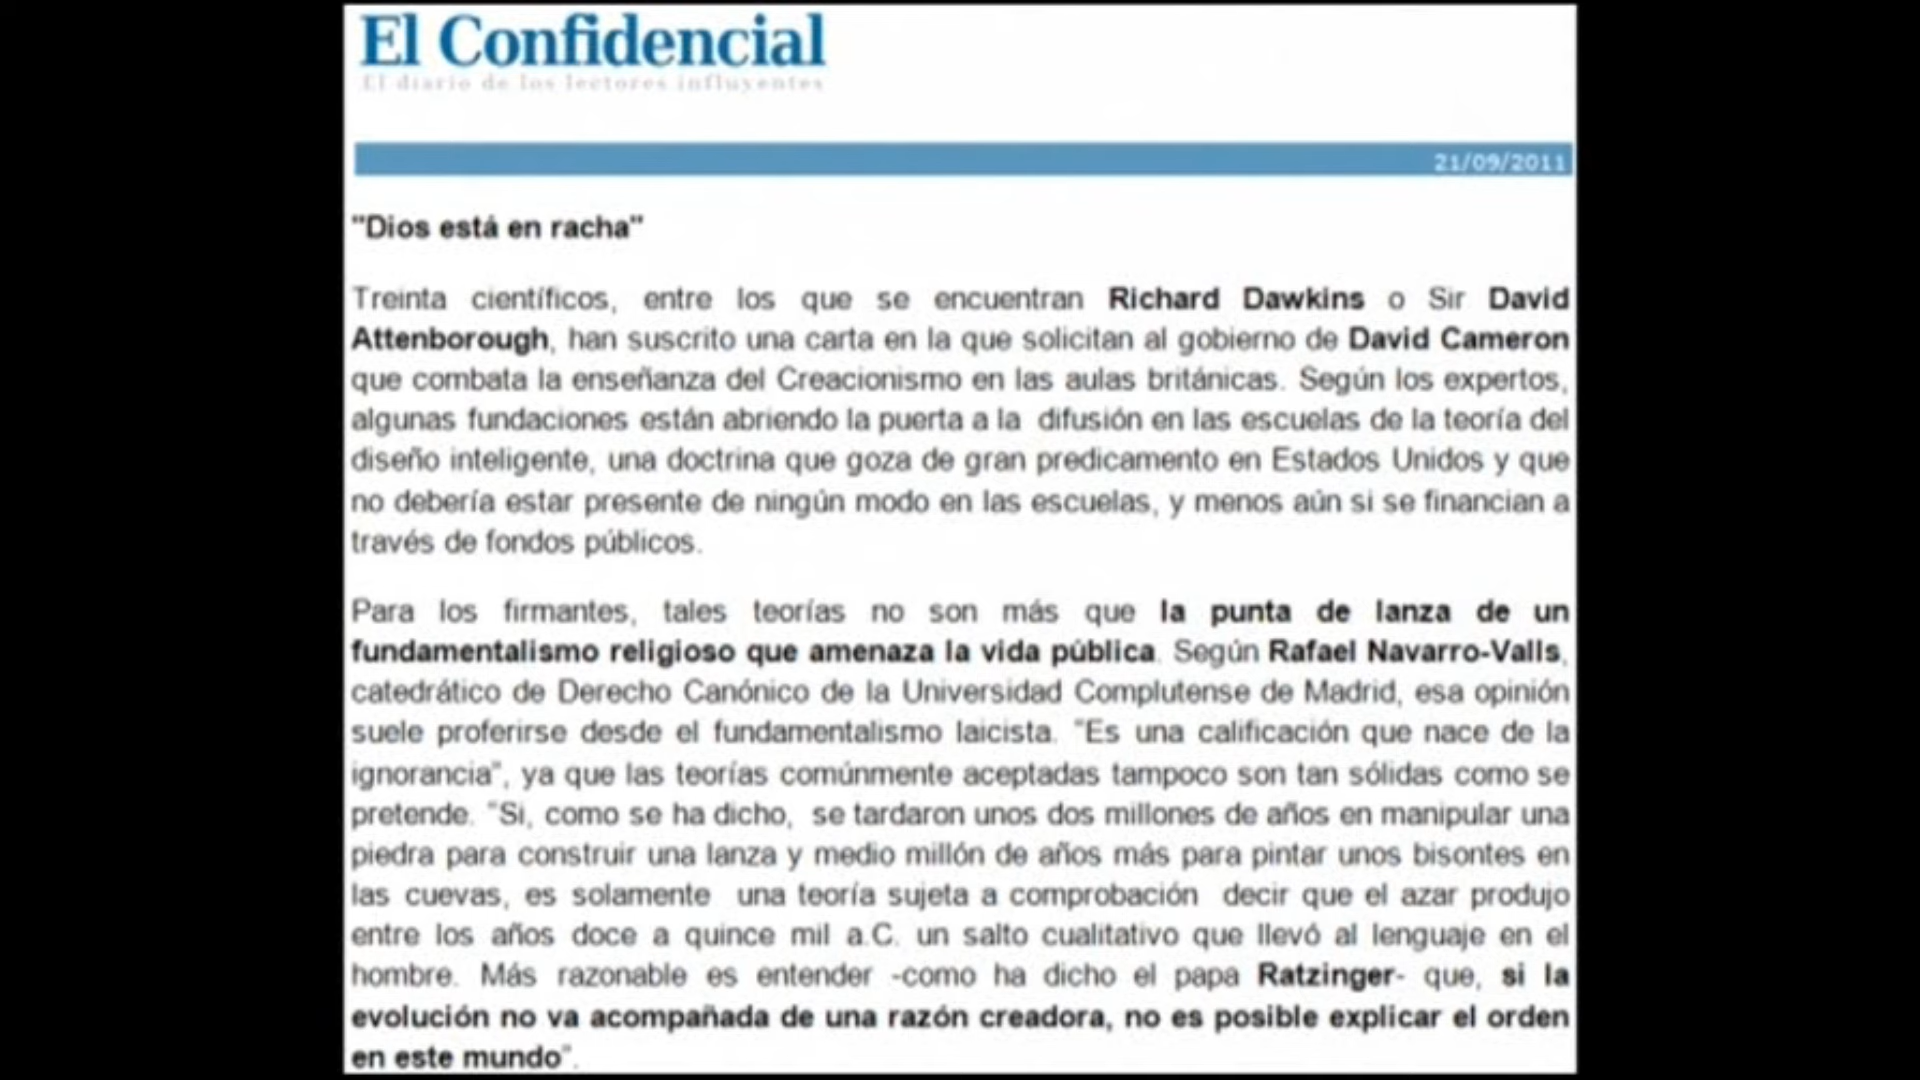 El Confidencial
El diario de los lectores influyentes
21/09/2011
"Dios está en racha"
Treinta científicos, entre los que se encuentran Richard Dawkins o Sir David
Attenborough, han suscrito una carta en la que solicitan al gobierno de David Cameron
que combata la enseñanza del Creacionismo en las aulas británicas. Según los expertos,
algunas fundaciones están abriendo la puerta a la difusión en las escuelas de la teoría del
diseño inteligente, una doctrina que goza de gran predicamento en Estados Unidos y que
no debería estar presente de ningún modo en las escuelas, y menos aún si se financian a
través de fondos públicos.
Para los firmantes, tales teorías no son más que la punta de lanza de un
fundamentalismo religioso que amenaza la vida pública. Según Rafael Navarro-Valls,
catedrático de Derecho Canónico de la Universidad Complutense de Madrid, esa opinión
suele proferirse desde el fundamentalismo laicista. "Es una calificación que nace de la
ignorancia", ya que las teorías comúnmente aceptadas tampoco son tan sólidas como se
pretende. "Si, como se ha dicho, se tardaron unos dos millones de años en manipular una
piedra para construir una lanza y medio millón de años más para pintar unos bisontes en
las cuevas, es solamente una teoría sujeta a comprobación decir que el azar produjo
entre los años doce a quince mil a.C. un salto cualitativo que llevó al lenguaje en el
hombre. Más razonable es entender -como ha dicho el papa Ratzinger- que, si la
evolución no va acompañada de una razón creadora, no es posible explicar el orden
en este mundo".